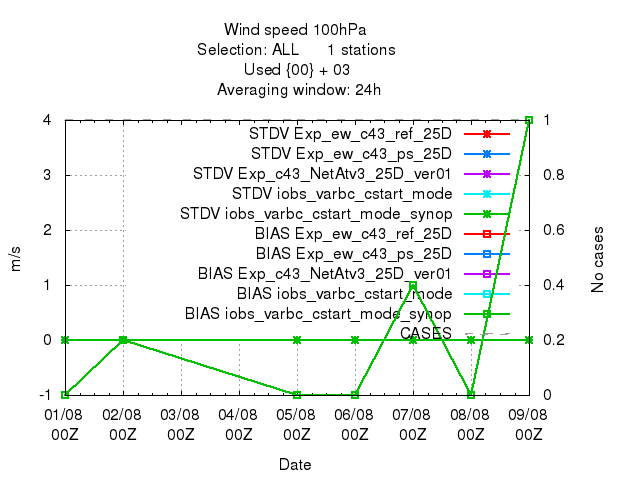 Wind speed 100hPa
Selection: ALL 1 stations
Used {00} + 03
Averaging window: 24h
4 1
STDV Exp_ew_c43_ref_25D
STDV Exp_ew_c43_ps_25D
3 STDV Exp_c43_NetAtv3_25D_ver01 0.8
STDV iobs_varbc_cstart_mode
STDV iobs_varbc_cstart_mode_synop
2 BIAS Exp_ew_c43_ref_25D 0.6
m/s BIAS Exp_ew_c43_ps_25D No cases
BIAS Exp_c43_NetAtv3_25D_ver01
1 BIAS iobs_varbc_cstart_mode 0.4
BIAS iobs_varbc_cstart_mode_synop
0 CASES 0.2
-1 0
01/08 02/08 03/08 04/08 05/08 06/08 07/08 08/08 09/08
00Z 00Z 00Z 00Z 00Z 00Z 00Z 00Z 00Z
Date